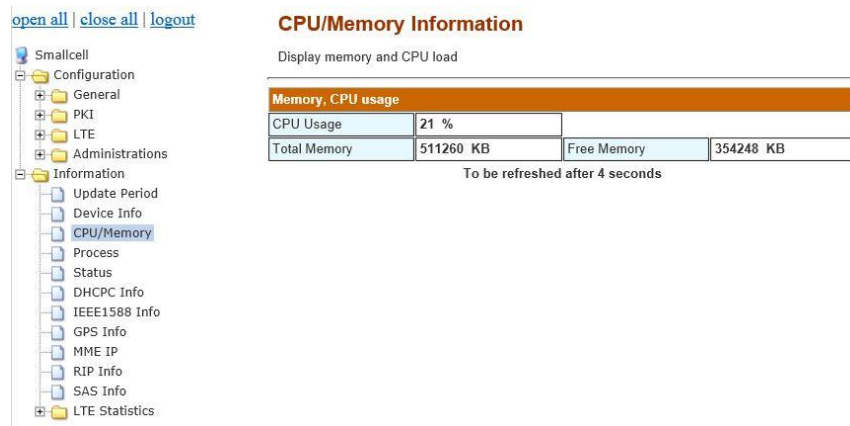 open all | close all | logout
Smallcell
Configuration
General
PKI
LTE
Administrations
Information
Update Period
Device Info
CPU/Memory
Process
Status
DHCPC Info
IEEE1588 Info
GPS Info
MME IP
RIP Info
SAS Info
LTE Statistics
CPU/Memory Information
Display memory and CPU load
Memory, CPU usage
CPU Usage 21 %
Total Memory 511260 KB Free Memory 354248 KB
To be refreshed after 4 seconds